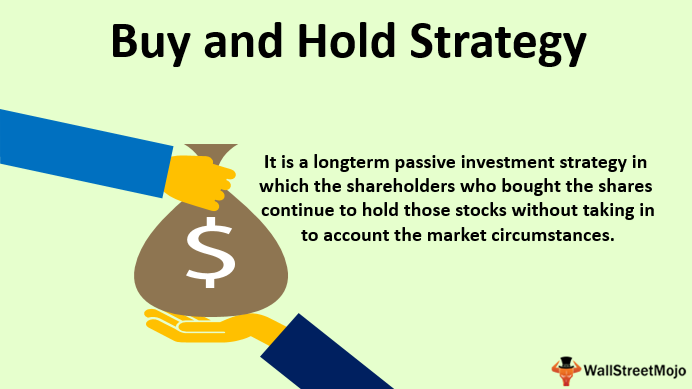 Buy and Hold Strategy
It is a longterm passive investment strategy in
which the shareholders who bought the shares
continue to hold those stocks without taking in
to account the market circumstances.
$
WallStreetMojo